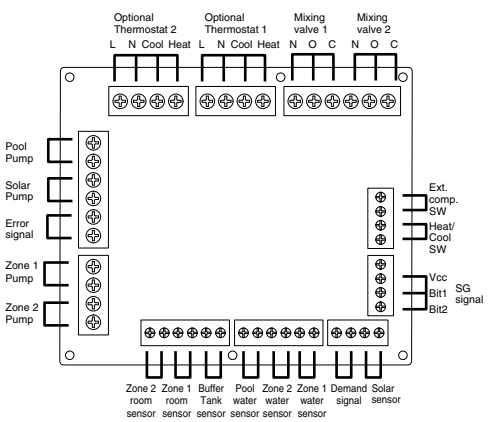 Optional Thermostat 2
Optional Thermostat 1
Mixing valve 1
Mixing valve 2
L N Cool Heat
L N Cool Heat
N O C
N O C
Pool Pump
Solar Pump
Error signal
Zone 1 Pump
Zone 2 Pump
Ext. comp. SW
Heat/ Cool SW
Vcc
Bit1
Bit2
SG signal
Zone 2 room sensor
Zone 1 room sensor
Buffer Tank sensor
Pool water sensor
Zone 2 water sensor
Zone 1 water sensor
Demand signal
Solar sensor